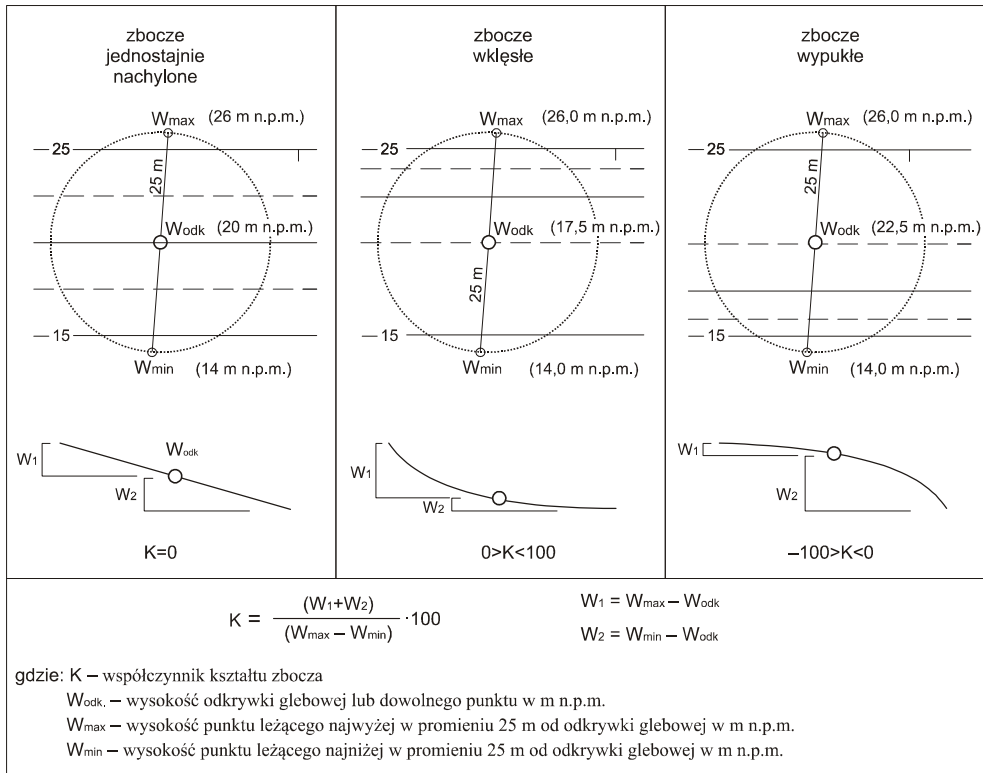 zbocze
jednostajnie
nachylone
Wmax (26 m n.p.m.)
25
25 m
Wodk (20 m n.p.m.)
15
Wmin (14 m n.p.m.)
W1
Wodk
W2
K=0
zbocze
wklęsłe
Wmax (26,0 m n.p.m.)
25
Wodk (17,5 m n.p.m.)
25 m
15
Wmin (14,0 m n.p.m.)
W1
W2
0>K<100
zbocze
wypukłe
Wmax (26,0 m n.p.m.)
25
25 m
Wodk (22,5 m n.p.m.)
15
Wmin (14,0 m n.p.m.)
W1
W2
–100>K<0
K = (W1+W2) / (Wmax – Wmin) ·100
W1 = Wmax – Wodk
W2 = Wmin – Wodk
gdzie: K – współczynnik kształtu zbocza
Wodk. – wysokość odkrywki glebowej lub dowolnego punktu w m n.p.m.
Wmax – wysokość punktu leżącego najwyżej w promieniu 25 m od odkrywki glebowej w m n.p.m.
Wmin – wysokość punktu leżącego najniżej w promieniu 25 m od odkrywki glebowej w m n.p.m.